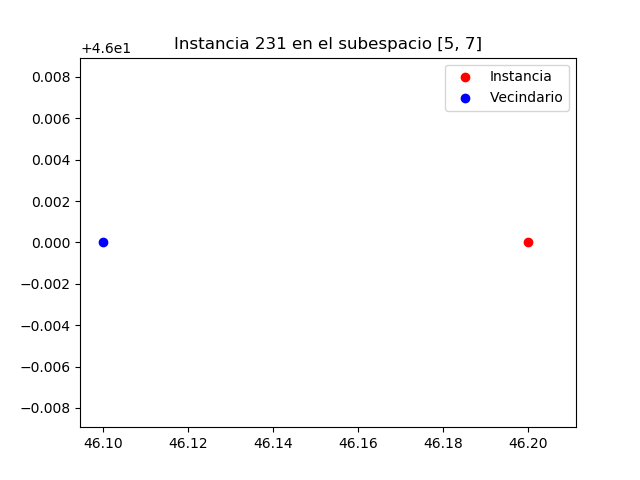 Instancia 231 en el subespacio [5, 7]
+4.6e1
0.008
0.006
0.004
0.002
0.000
−0.002
−0.004
−0.006
−0.008
46.10 46.12 46.14 46.16 46.18 46.20
Instancia
Vecindario